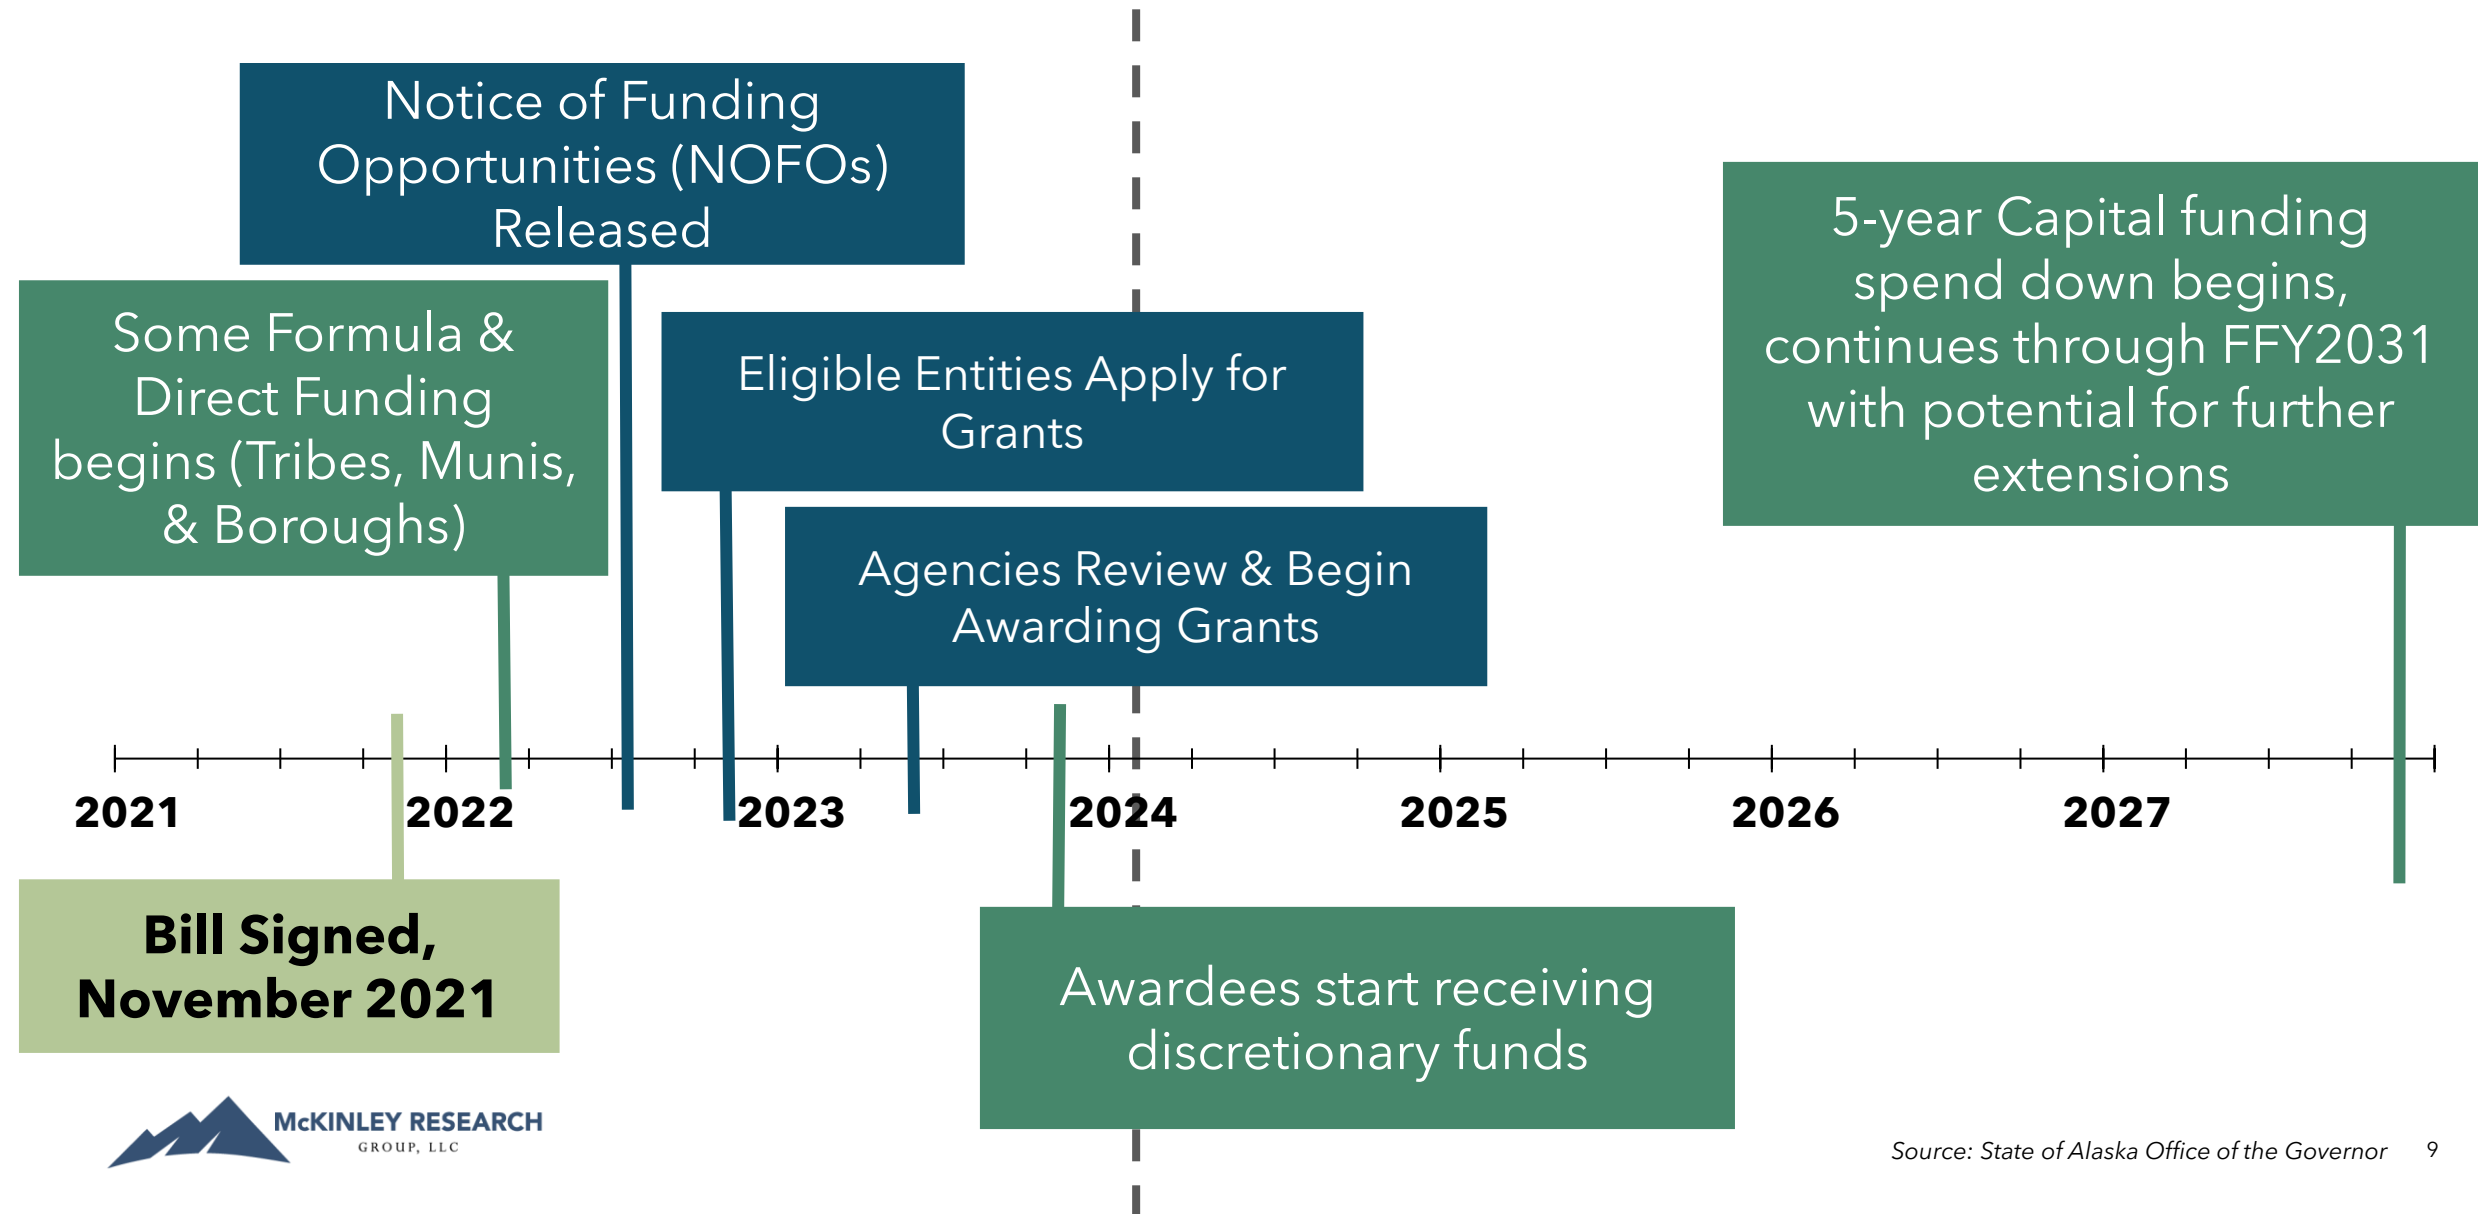 Notice of Funding
Opportunities (NOFOs)
Released
Some Formula &
Direct Funding
begins (Tribes, Munis,
& Boroughs)
Eligible Entities Apply for
Grants
Agencies Review & Begin
Awarding Grants
5-year Capital funding
spend down begins,
continues through FFY2031
with potential for further
extensions
2021 2022 2023 2024 2025 2026 2027
Bill Signed,
November 2021
Awardees start receiving
discretionary funds
McKINLEY RESEARCH
GROUP, LLC
Source: State of Alaska Office of the Governor 9